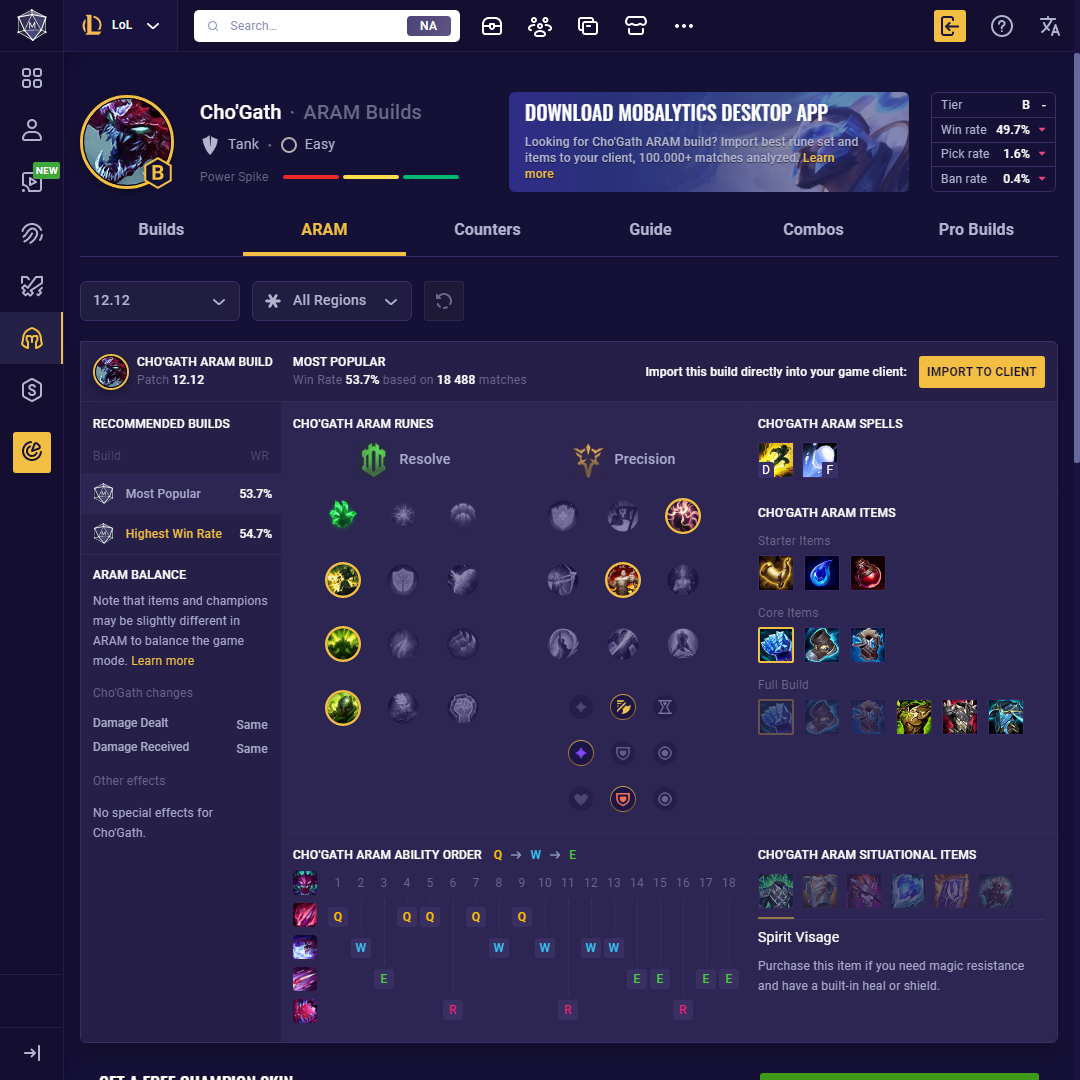 LoL
Search...
NA
NEW
Cho'Gath · ARAM Builds
Tank · Easy
Power Spike
B
DOWNLOAD MOBALYTICS DESKTOP APP
Looking for Cho'Gath ARAM build? Import best rune set and
items to your client, 100.000+ matches analyzed. Learn
more
Tier B -
Win rate 49.7%
Pick rate 1.6%
Ban rate 0.4%
Builds
ARAM
Counters
Guide
Combos
Pro Builds
12.12
All Regions
CHO'GATH ARAM BUILD
Patch 12.12
MOST POPULAR
Win Rate 53.7% based on 18 488 matches
Import this build directly into your game client:
IMPORT TO CLIENT
RECOMMENDED BUILDS
Build WR
Most Popular 53.7%
Highest Win Rate 54.7%
ARAM BALANCE
Note that items and champions
may be slightly different in
ARAM to balance the game
mode. Learn more
Cho'Gath changes
Damage Dealt Same
Damage Received Same
Other effects
No special effects for
Cho'Gath.
CHO'GATH ARAM RUNES
Resolve
Precision
CHO'GATH ARAM SPELLS
D F
CHO'GATH ARAM ITEMS
Starter Items
Core Items
Full Build
CHO'GATH ARAM ABILITY ORDER Q → W → E
1 2 3 4 5 6 7 8 9 10 11 12 13 14 15 16 17 18
Q Q Q Q Q
W W W W W
E E E E E
R R R
CHO'GATH ARAM SITUATIONAL ITEMS
Spirit Visage
Purchase this item if you need magic resistance
and have a built-in heal or shield.
GET A FREE CHAMPION SKIN